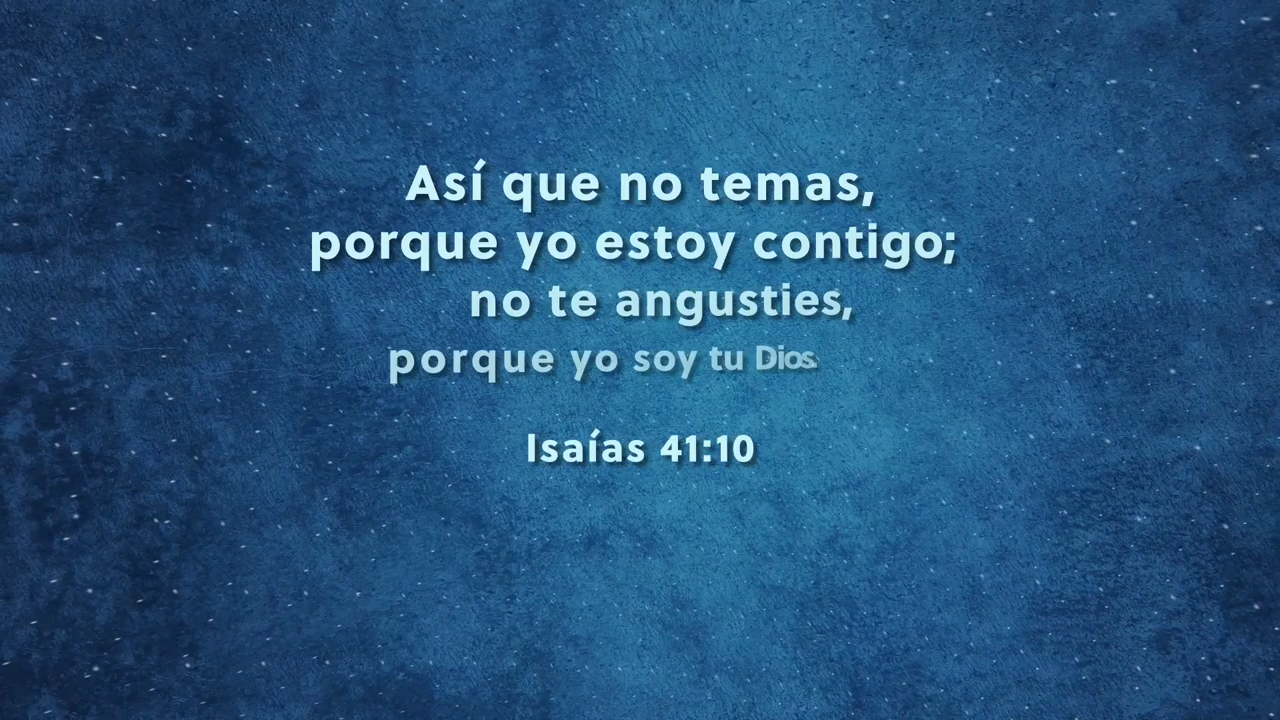 Así que no temas,
porque yo estoy contigo;
no te angusties,
porque yo soy tu Dios.
Isaías 41:10